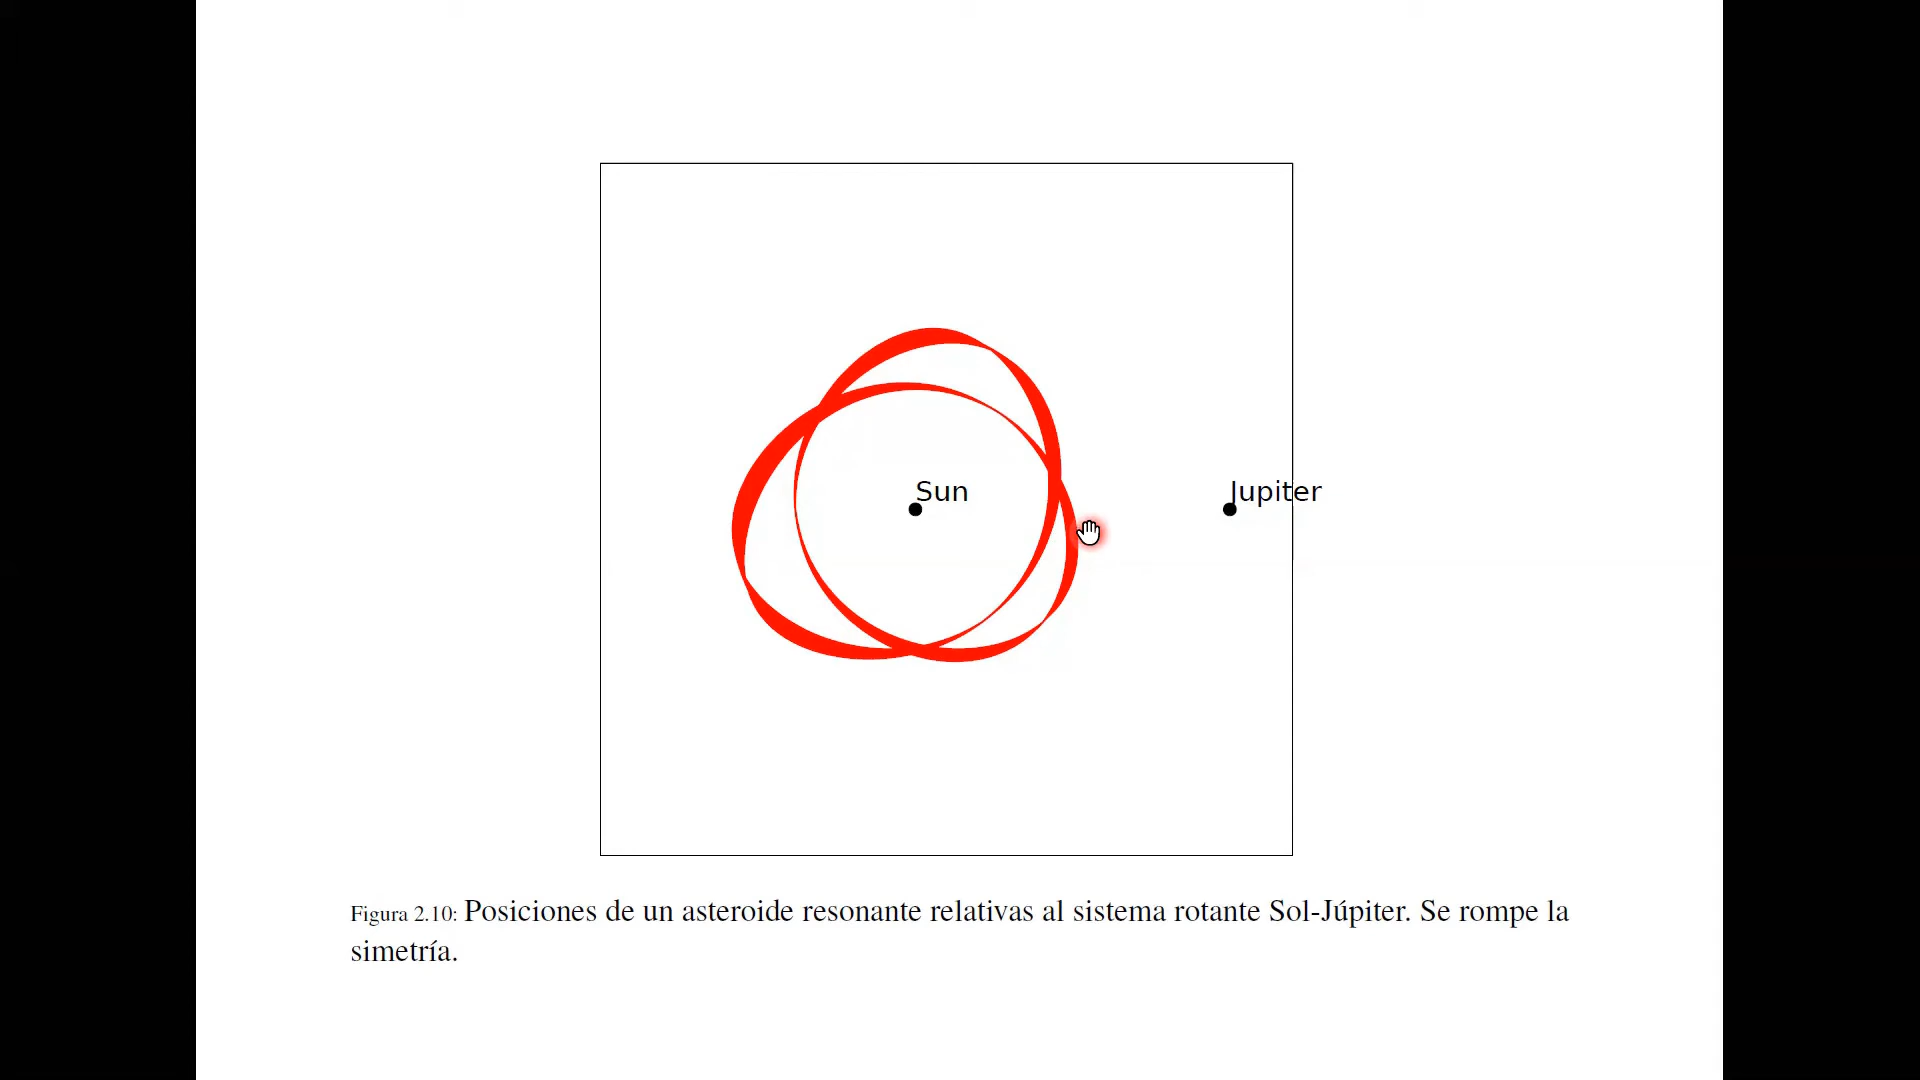 Sun
Jupiter
Figura 2.10: Posiciones de un asteroide resonante relativas al sistema rotante Sol-Júpiter. Se rompe la
simetría.